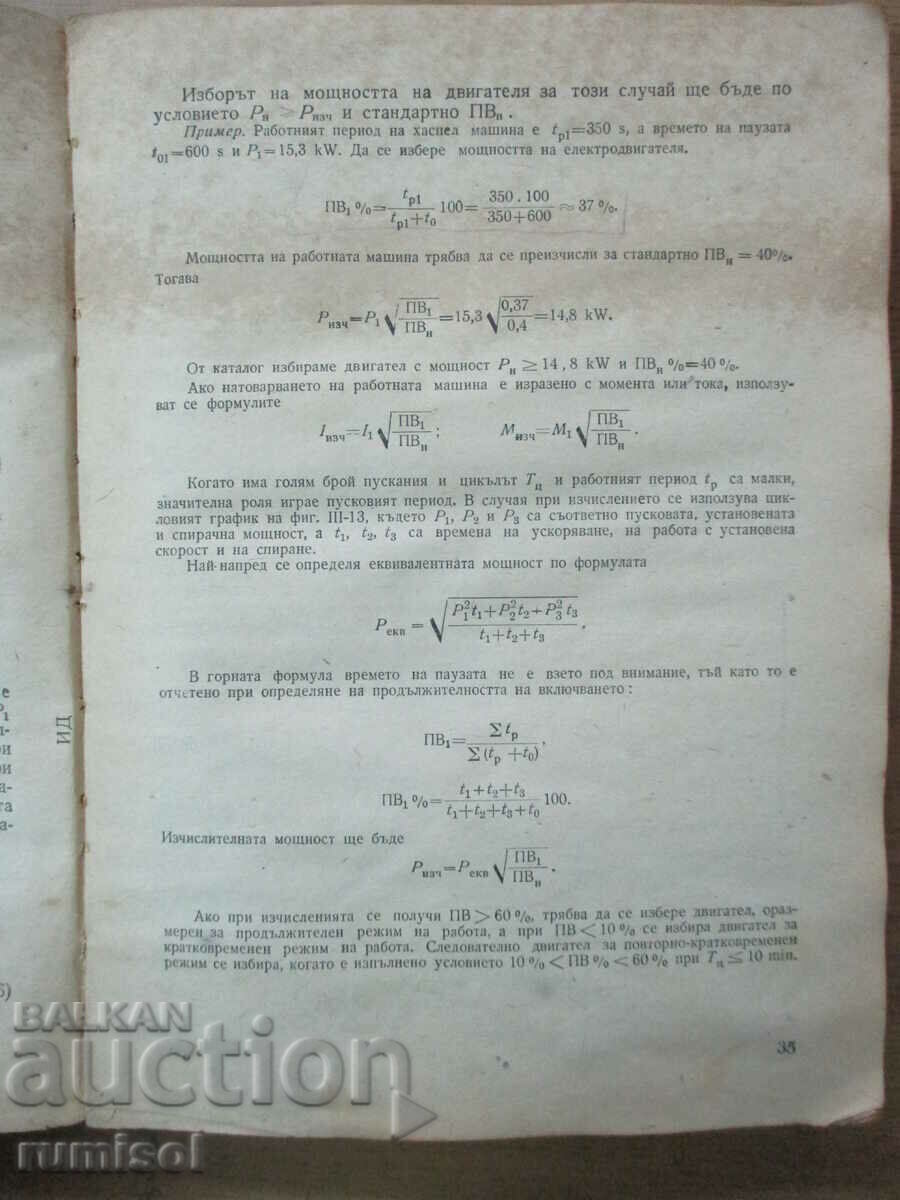 Изборът на мощността на двигателя за този случай ще бъде по
условието Pн > Pизч и стандартно ПВн.
Пример. Работният период на хаспел машина е tр1=350 s, а времето на паузата
t01=600 s и P1=15,3 kW. Да се избере мощността на електродвигателя.
ПВ1 %= tр1 / (tр1+t0) 100= 350 . 100 / (350+600) ≈ 37 %.
Мощността на работната машина трябва да се преизчисли за стандартно ПВн = 40%.
Тогава
Pизч=P1 √(ПВ1/ПВн)=15,3 √(0,37/0,4)=14,8 kW.
От каталог избираме двигател с мощност Pн ≥ 14,8 kW и ПВн %=40 %.
Ако натоварването на работната машина е изразено с момента или тока, използу-
ват се формулите
Iизч=I1 √(ПВ1/ПВн) ; Mизч=M1 √(ПВ1/ПВн) .
Когато има голям брой пускания и цикълът Tц и работният период tр са малки,
значителна роля играе пусковият период. В случая при изчислението се използува цик-
ловият график на фиг. III-13, където P1, P2 и P3 са съответно пусковата, установената
и спирачна мощност, а t1, t2, t3 са времена на ускоряване, на работа с установена
скорост и на спиране.
Най-напред се определя еквивалентната мощност по формулата
Pекв = √((P1²t1+P2²t2+P3²t3)/(t1+t2+t3)) .
В горната формула времето на паузата не е взето под внимание, тъй като то е
отчетено при определяне на продължителността на включването:
ПВ1= Σtр / Σ(tр +t0) ,
ПВ1 %= (t1+t2+t3) / (t1+t2+t3+t0) 100.
Изчислителната мощност ще бъде
Pизч=Pекв √(ПВ1/ПВн) .
Ако при изчисленията се получи ПВ>60 %, трябва да се избере двигател, ораз-
мерен за продължителен режим на работа, а при ПВ<10 % се избира двигател за
кратковременен режим на работа. Следователно двигател за повторно-кратковременен
режим се избира, когато е изпълнено условието 10 %<ПВ %<60 % при Tц ≤ 10 min.
35
ИД
BALKAN
auction
rumisol